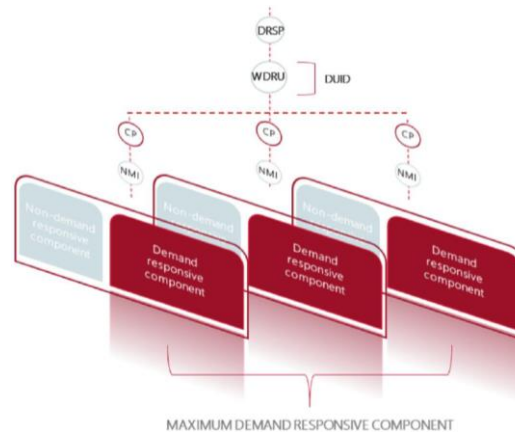 DRSP
WDRU
DUID
CP
CP
CP
NMI
NMI
NMI
Non-demand
responsive
component
Demand
responsive
component
Non-demand
Demand
responsive
component
Non-demand
Demand
responsive
component
MAXIMUM DEMAND RESPONSIVE COMPONENT